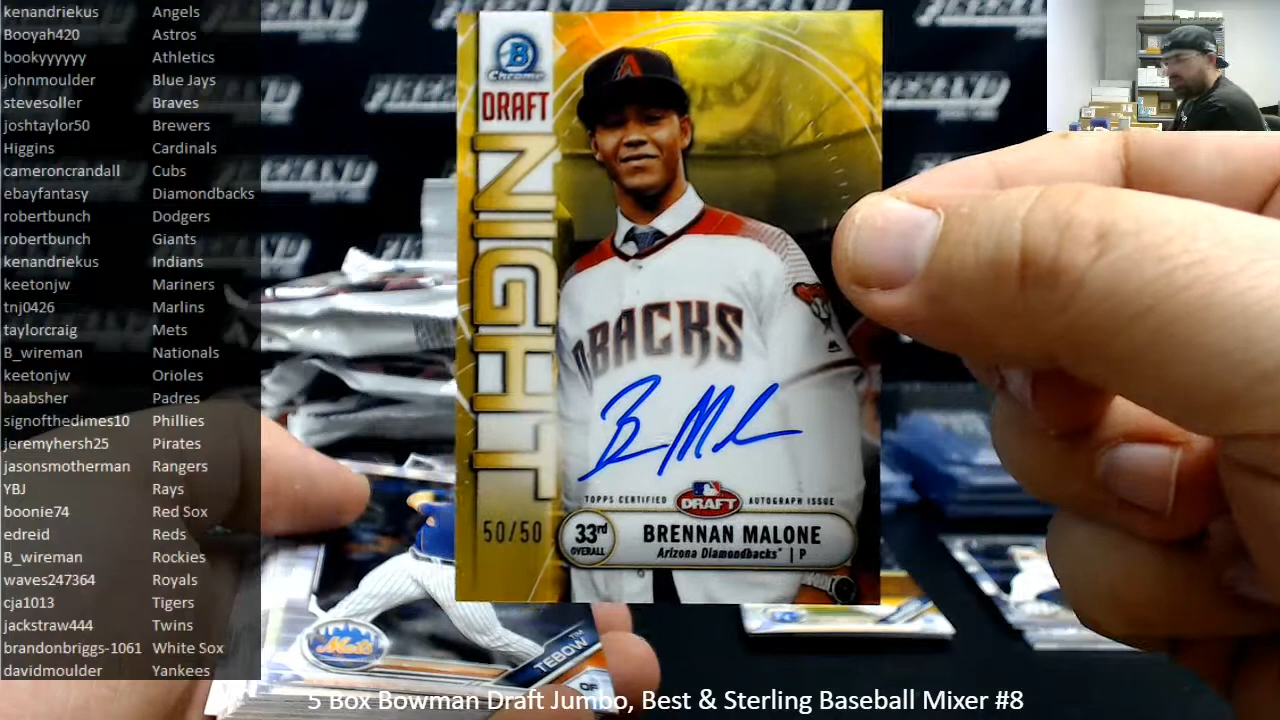 kenandriekus Angels
Booyah420 Astros
bookyyyyyy Athletics
johnmoulder Blue Jays
stevesoller Braves
joshtaylor50 Brewers
Higgins Cardinals
cameroncrandall Cubs
ebayfantasy Diamondbacks
robertbunch Dodgers
robertbunch Giants
kenandriekus Indians
keetonjw Mariners
tnj0426 Marlins
taylorcraig Mets
B_wireman Nationals
keetonjw Orioles
baabsher Padres
signofthedimes10 Phillies
jeremyhersh25 Pirates
jasonsmotherman Rangers
YBJ Rays
boonie74 Red Sox
edreid Reds
B_wireman Rockies
waves247364 Royals
cja1013 Tigers
jackstraw444 Twins
brandonbriggs-1061 White Sox
davidmoulder Yankees
B
Chrome
DRAFT
NIGHT
50/50
A
DBACKS
TOPPS CERTIFIED DRAFT AUTOGRAPH ISSUE
33rd
OVERALL
BRENNAN MALONE
Arizona Diamondbacks | P
Mets
TIM
TEBOW
OF
5 Box Bowman Draft Jumbo, Best & Sterling Baseball Mixer #8